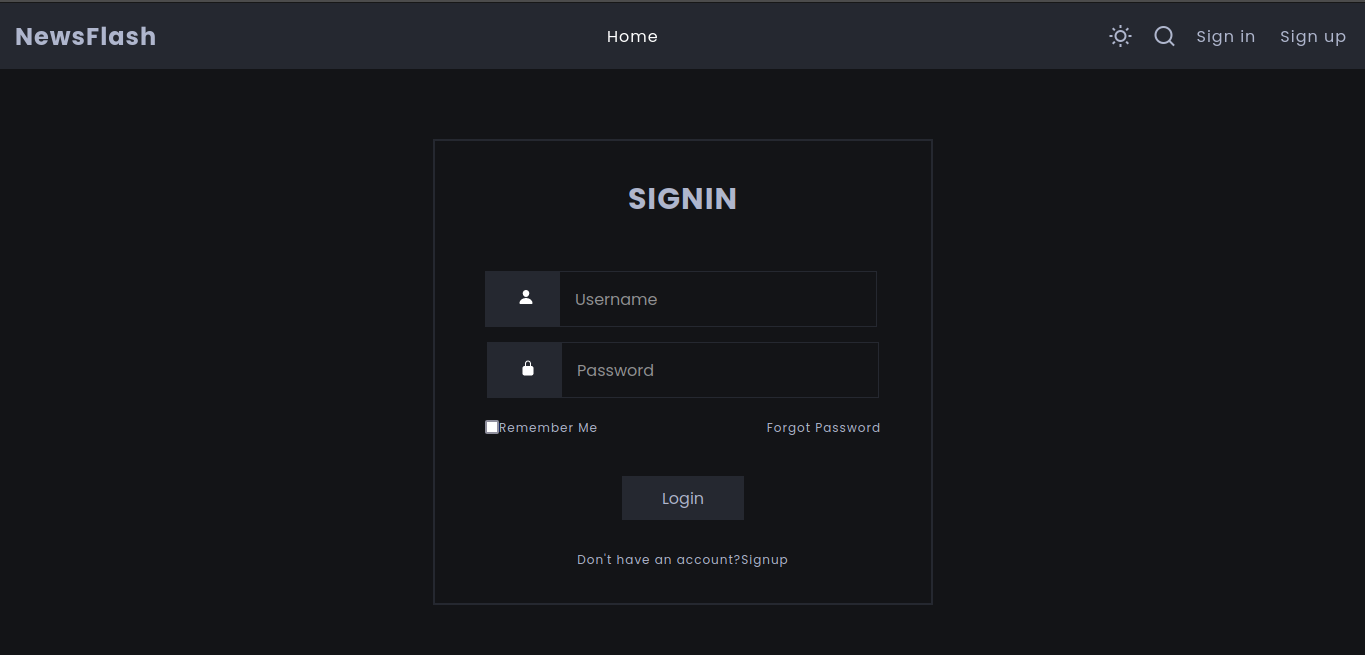 NewsFlash Home Sign in Sign up
SIGNIN
Username
Password
Remember Me Forgot Password
Login
Don't have an account?Signup